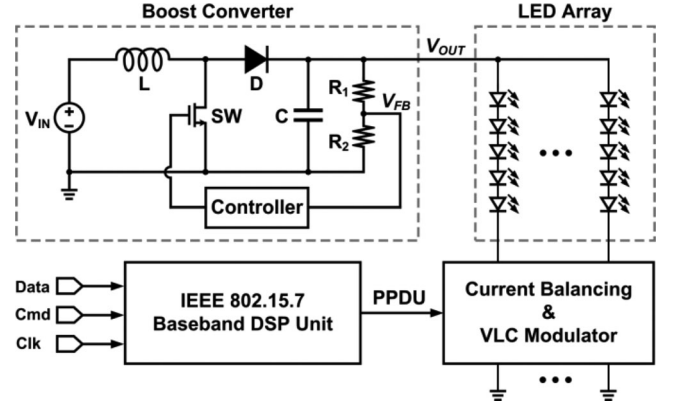 Boost Converter
LED Array
L
D
V_OUT
R₁
V_FB
V_IN
+
−
SW
C
R₂
Controller
Data
Cmd
Clk
IEEE 802.15.7
Baseband DSP Unit
PPDU
Current Balancing
&
VLC Modulator